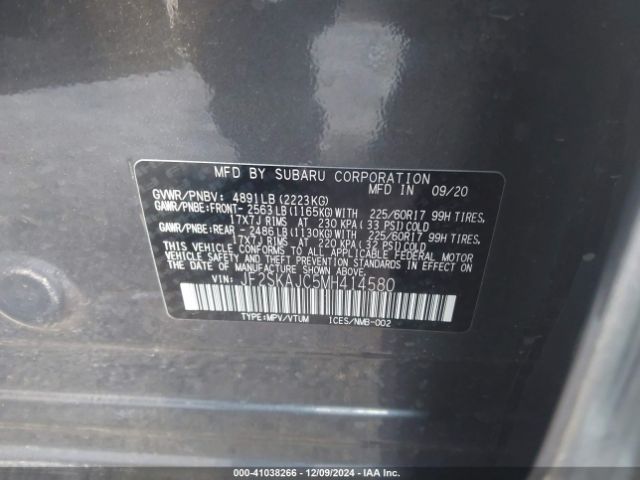 MFD BY SUBARU CORPORATION
MFD IN 09/20
GVWR/PNBV: 4891LB(2223KG)
GAWR/PNBE:FRONT- 2563LB(1165KG)WITH 225/60R17 99H TIRES,
17X7J RIMS AT 230 KPA(33 PSI)COLD
GAWR/PNBE:REAR - 2486LB(1130KG)WITH 225/60R17 99H TIRES,
17X7J RIMS AT 220 KPA(32 PSI)COLD
THIS VEHICLE CONFORMS TO ALL APPLICABLE FEDERAL MOTOR
VEHICLE SAFETY AND THEFT PREVENTION STANDARDS IN EFFECT
ON THE DATE OF MANUFACTURE SHOWN ABOVE.
VIN: JF2SKAJC5MH414580
TYPE:MPV/VTUM ICES/NMB-002
000-41038266 - 12/09/2024 - IAA Inc.